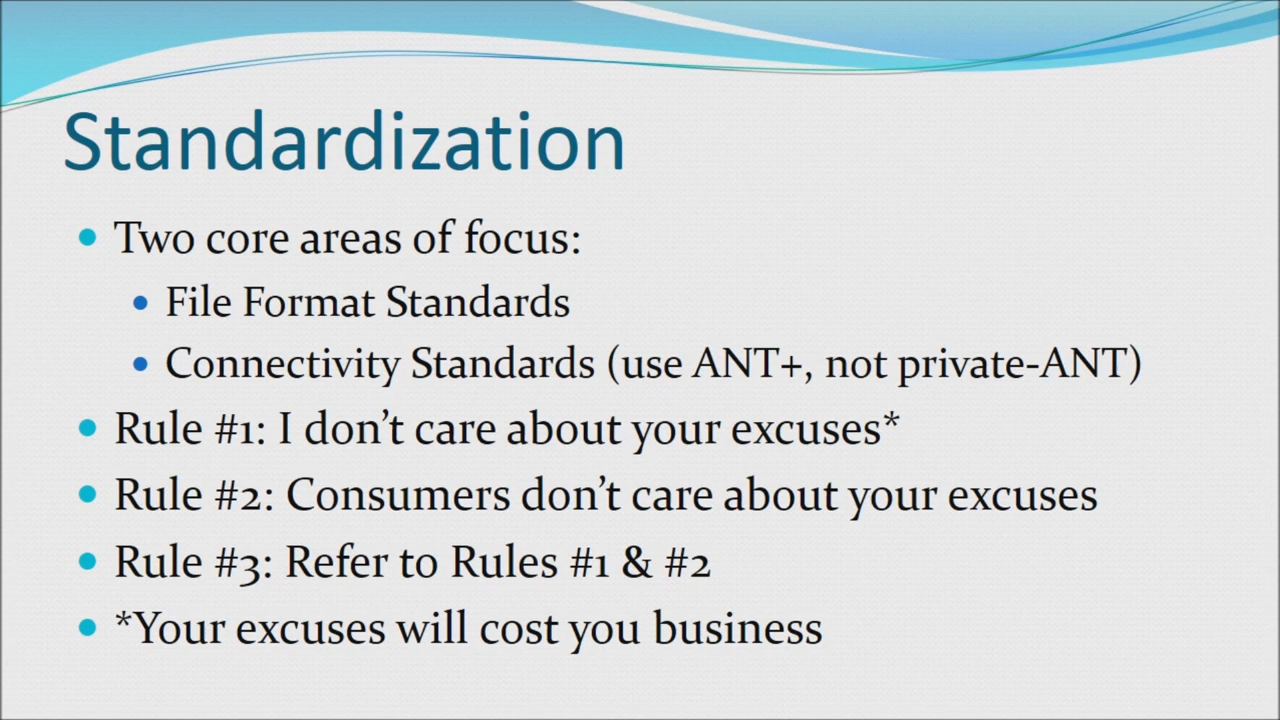 Standardization
Two core areas of focus:
File Format Standards
Connectivity Standards (use ANT+, not private-ANT)
Rule #1: I don’t care about your excuses*
Rule #2: Consumers don’t care about your excuses
Rule #3: Refer to Rules #1 & #2
*Your excuses will cost you business